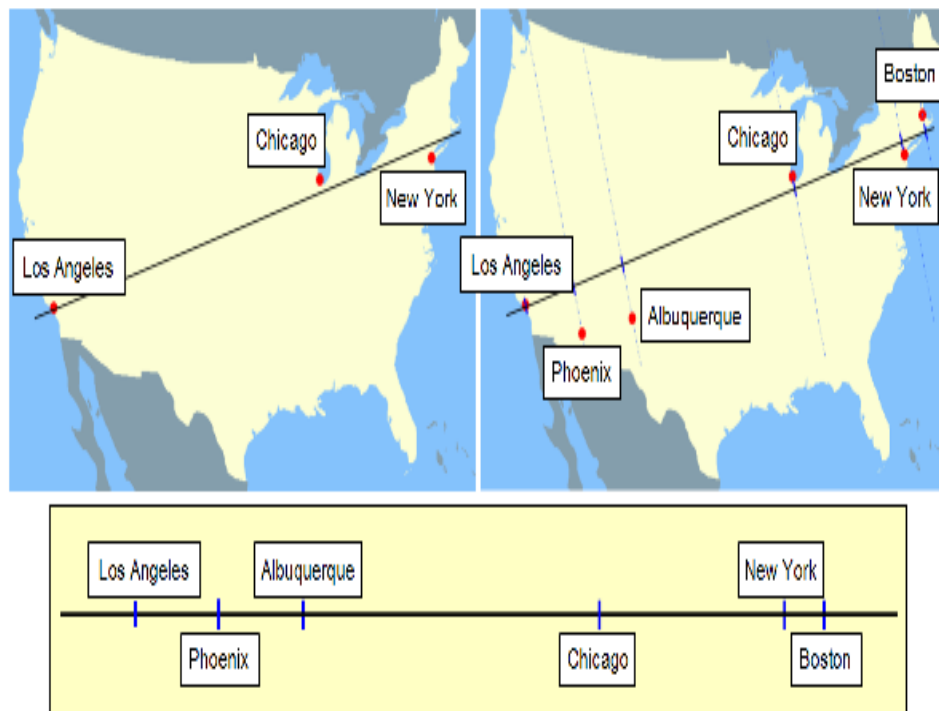 Chicago
New York
Los Angeles
Boston
Chicago
New York
Los Angeles
Albuquerque
Phoenix
Los Angeles
Albuquerque
New York
Phoenix
Chicago
Boston